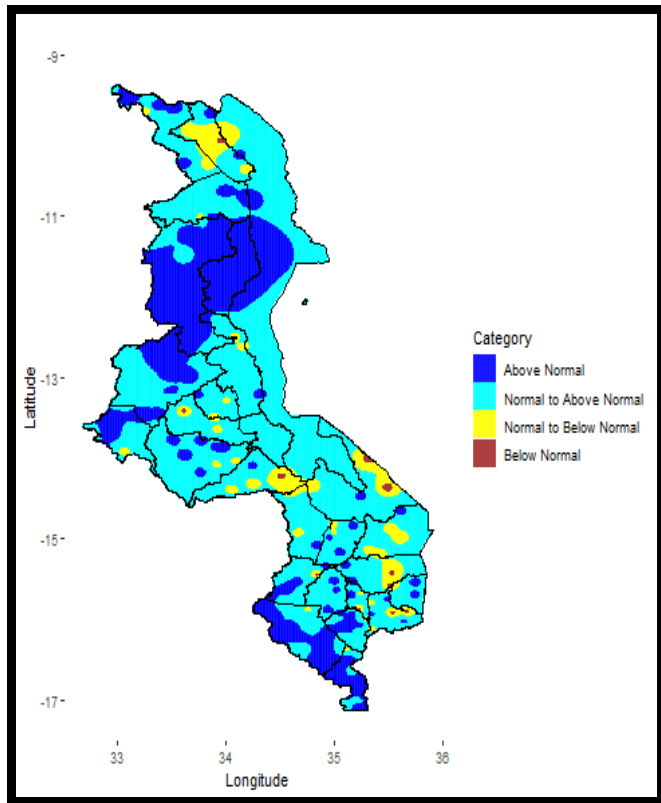 -9
-11
-13
-15
-17
Latitude
33
34
35
36
Longitude
Category
Above Normal
Normal to Above Normal
Normal to Below Normal
Below Normal